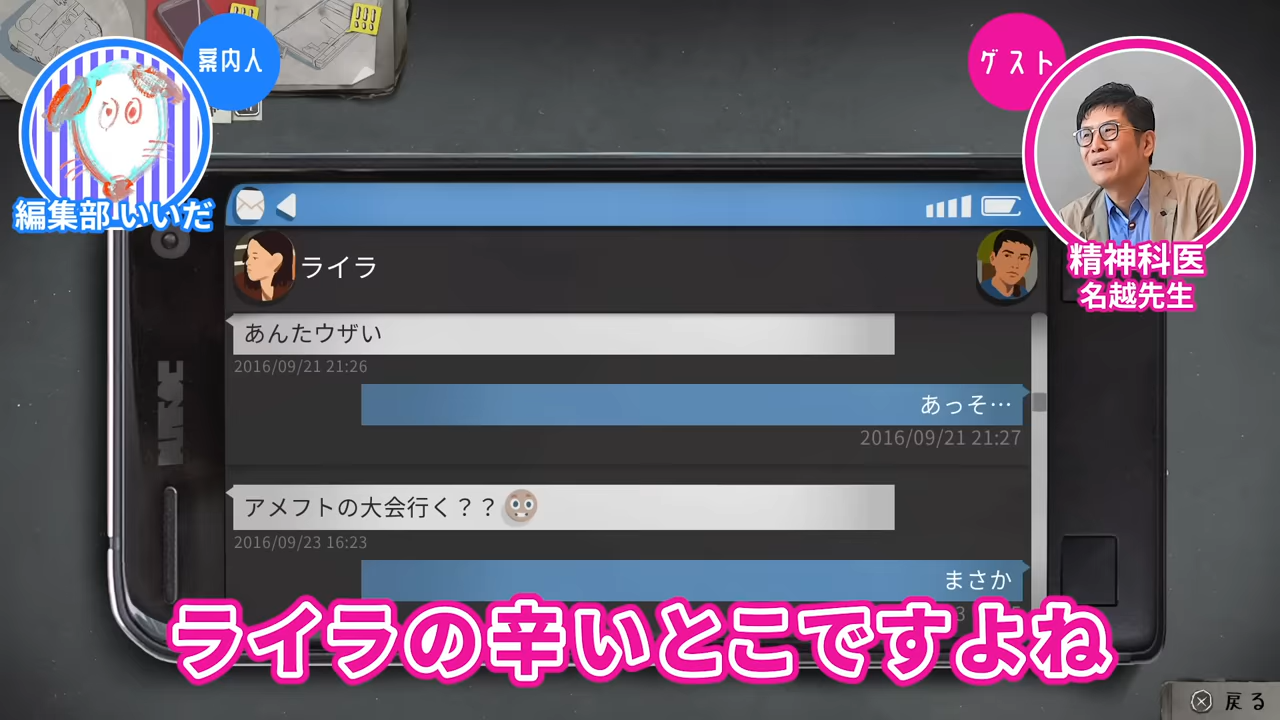 案内人
編集部 いいだ
ゲスト
精神科医
名越先生
ライラ
あんたウザい
2016/09/21 21:26
あっそ…
2016/09/21 21:27
アメフトの大会行く？？
2016/09/23 16:23
まさか
ライラの辛いとこですよね
戻る